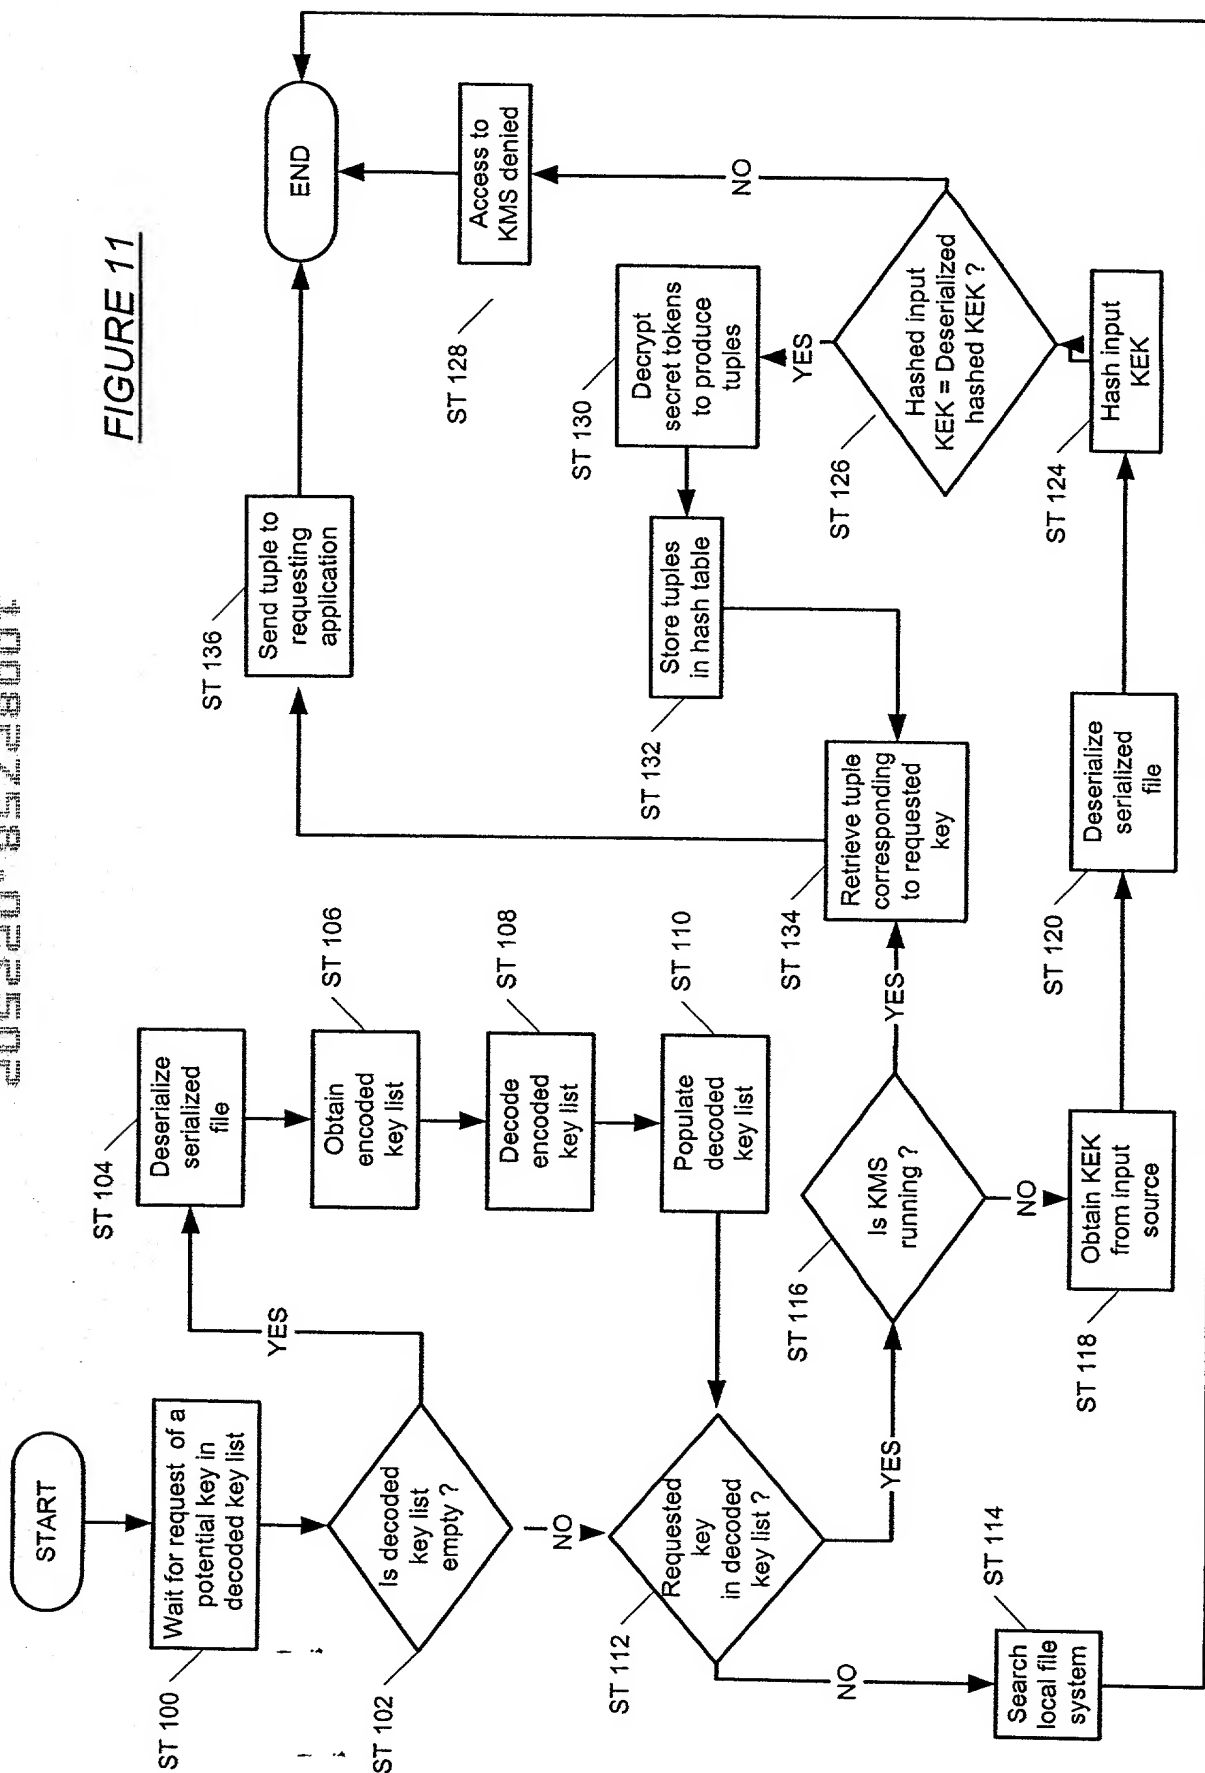 FIGURE 11
START
Wait for request of a
potential key in
decoded key list
ST 100
Is decoded
key list
empty ?
ST 102
YES
NO
Deserialize
serialized
file
ST 104
Obtain
encoded
key list
ST 106
Decode
encoded
key list
ST 108
Populate
decoded
key list
ST 110
Requested
key
in decoded
key list ?
ST 112
NO
YES
Search
local file
system
ST 114
Is KMS
running ?
ST 116
YES
NO
Obtain KEK
from input
source
ST 118
Deserialize
serialized
file
ST 120
Hash input
KEK
ST 124
Hashed input
KEK = Deserialized
hashed KEK ?
ST 126
YES
NO
Access to
KMS denied
ST 128
Decrypt
secret tokens
to produce
tuples
ST 130
Store tuples
in hash table
ST 132
Retrieve tuple
corresponding
to requested
key
ST 134
Send tuple to
requesting
application
ST 136
END